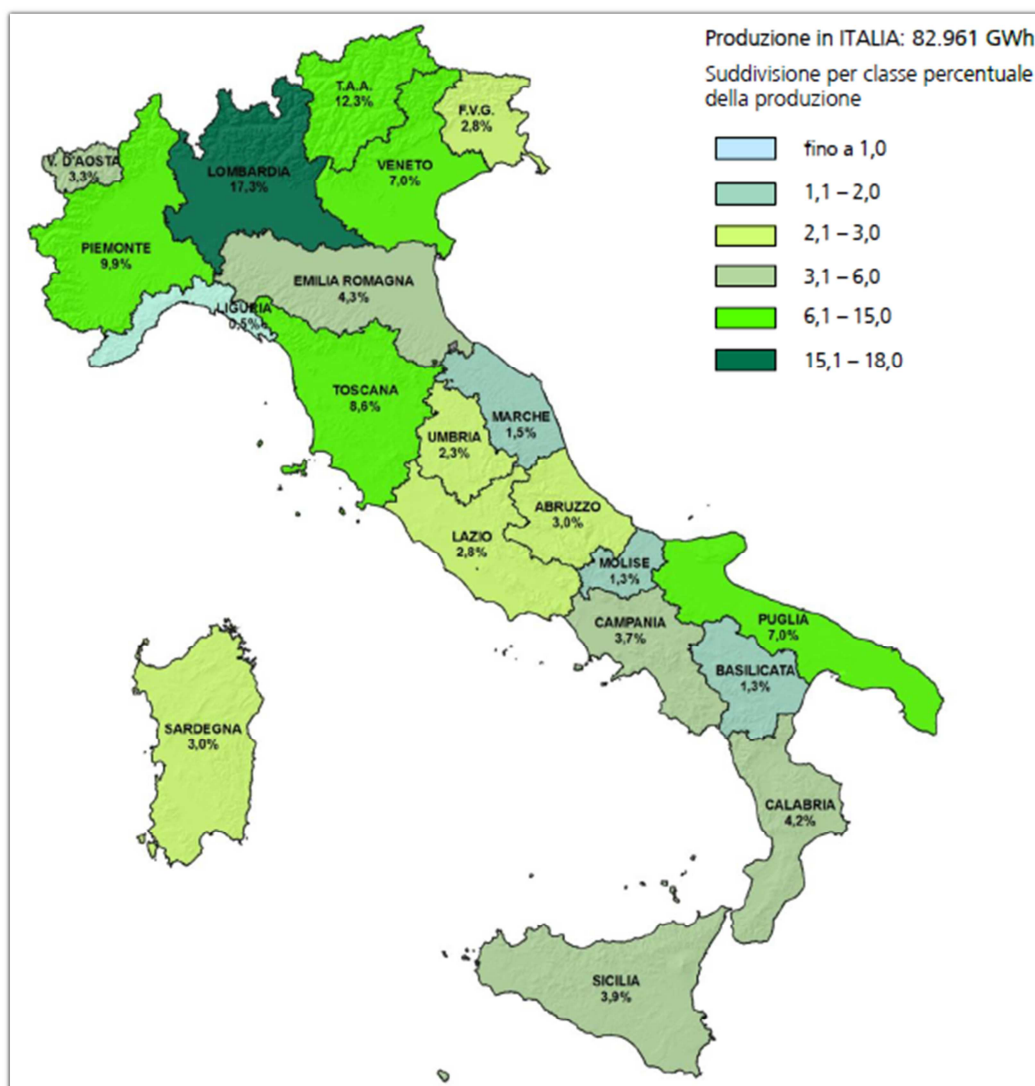 Produzione in ITALIA: 82.961 GWh
Suddivisione per classe percentuale
della produzione
fino a 1,0
1,1 – 2,0
2,1 – 3,0
3,1 – 6,0
6,1 – 15,0
15,1 – 18,0
T.A.A.
12,3%
F.V.G.
2,8%
V. D'AOSTA
3,3%
LOMBARDIA
17,3%
VENETO
7,0%
PIEMONTE
9,9%
EMILIA ROMAGNA
4,3%
LIGURIA
0,5%
TOSCANA
8,6%
MARCHE
1,5%
UMBRIA
2,3%
ABRUZZO
3,0%
LAZIO
2,8%
MOLISE
1,3%
CAMPANIA
3,7%
PUGLIA
7,0%
BASILICATA
1,3%
SARDEGNA
3,0%
CALABRIA
4,2%
SICILIA
3,9%